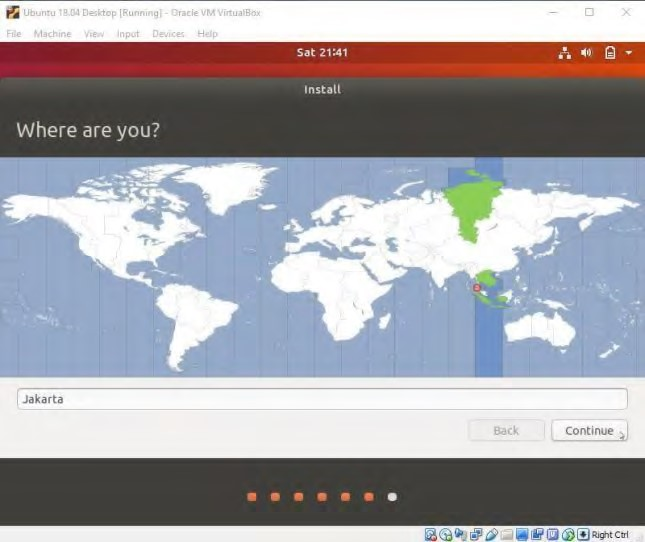 Ubuntu 18.04 Desktop [Running] - Oracle VM VirtualBox
File Machine View Input Devices Help
Sat 21:41
Install
Where are you?
Jakarta
Back Continue
Right Ctrl